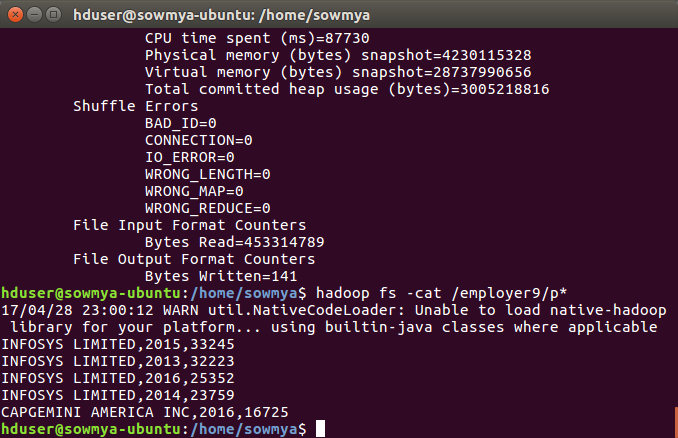 hduser@sowmya-ubuntu: /home/sowmya
CPU time spent (ms)=87730
Physical memory (bytes) snapshot=4230115328
Virtual memory (bytes) snapshot=28737990656
Total committed heap usage (bytes)=3005218816
Shuffle Errors
BAD_ID=0
CONNECTION=0
IO_ERROR=0
WRONG_LENGTH=0
WRONG_MAP=0
WRONG_REDUCE=0
File Input Format Counters
Bytes Read=453314789
File Output Format Counters
Bytes Written=141
hduser@sowmya-ubuntu:/home/sowmya$ hadoop fs -cat /employer9/p*
17/04/28 23:00:12 WARN util.NativeCodeLoader: Unable to load native-hadoop
library for your platform... using builtin-java classes where applicable
INFOSYS LIMITED,2015,33245
INFOSYS LIMITED,2013,32223
INFOSYS LIMITED,2016,25352
INFOSYS LIMITED,2014,23759
CAPGEMINI AMERICA INC,2016,16725
hduser@sowmya-ubuntu:/home/sowmya$